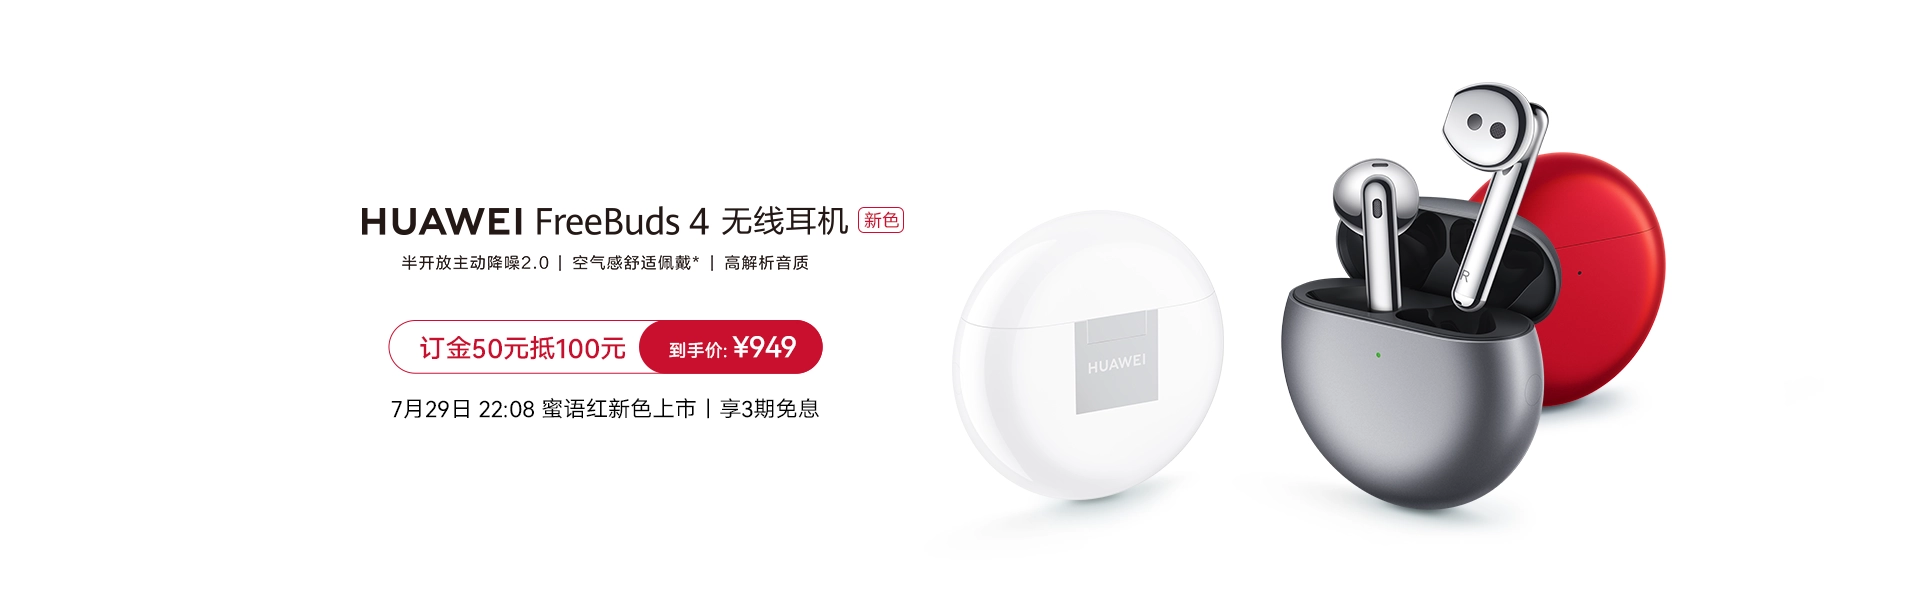 HUAWEI FreeBuds 4 无线耳机 新色
半开放主动降噪2.0 | 空气感舒适佩戴* | 高解析音质
订金50元抵100元 到手价: ¥949
7月29日 22:08 蜜语红新色上市 | 享3期免息
HUAWEI
R